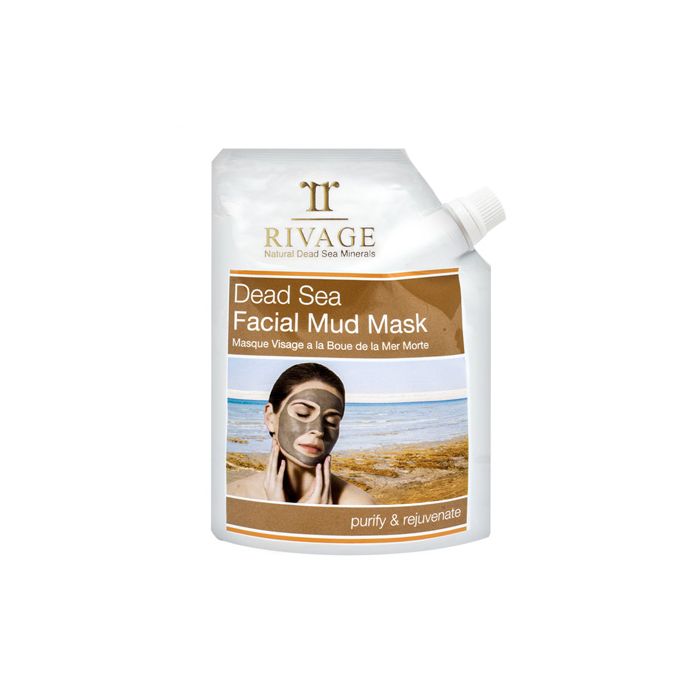 RIVAGE
Natural Dead Sea Minerals
Dead Sea
Facial Mud Mask
Masque Visage a la Boue de la Mer Morte
purify & rejuvenate